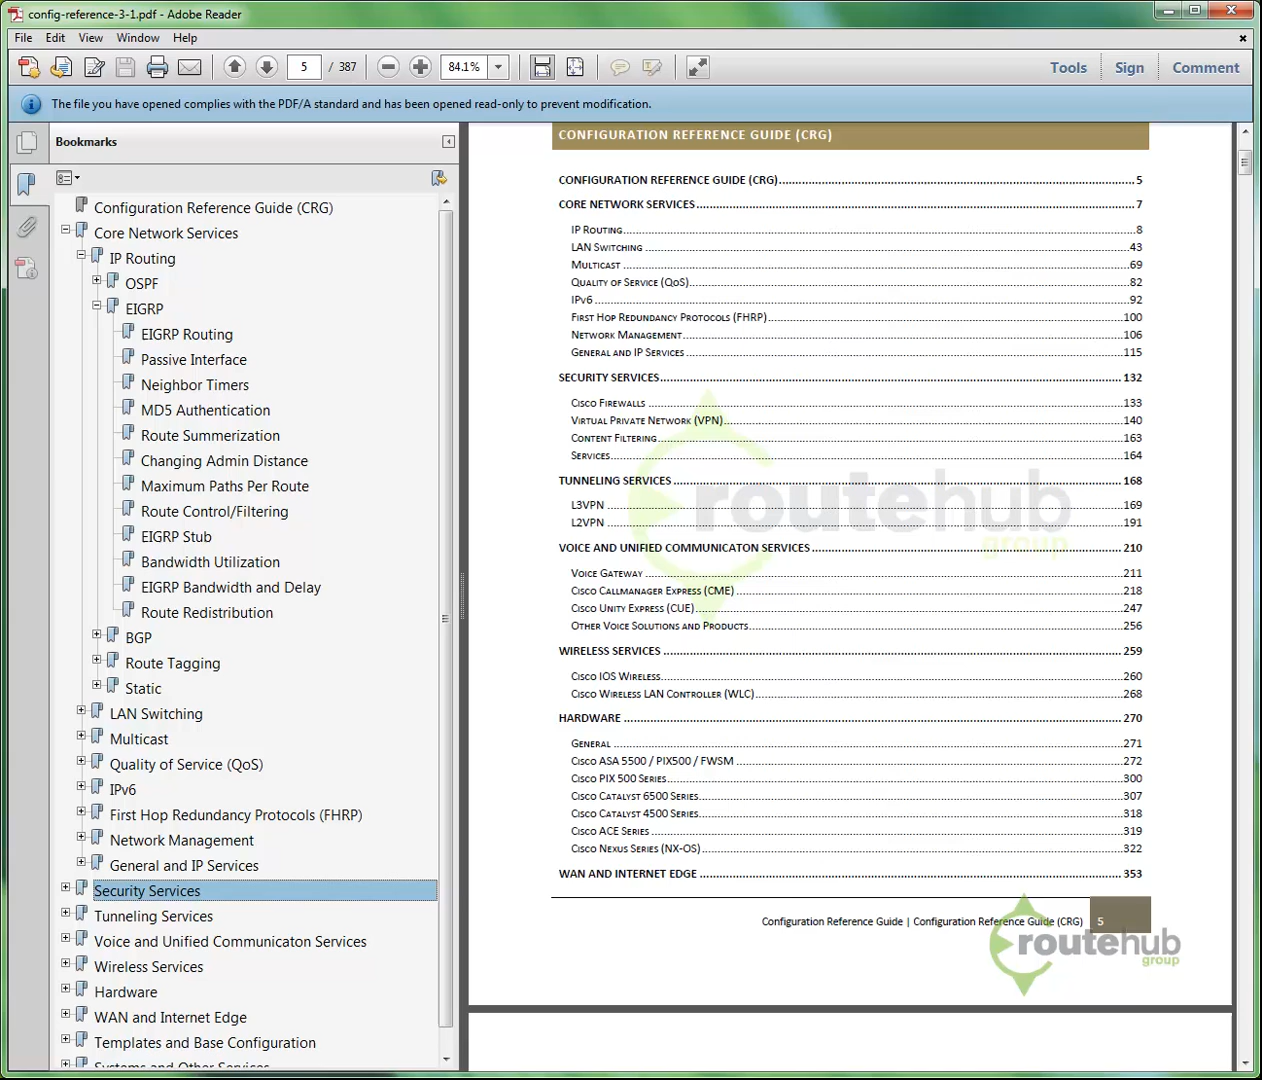 config-reference-3-1.pdf - Adobe Reader
File Edit View Window Help
5 / 387 84.1% Tools Sign Comment
The file you have opened complies with the PDF/A standard and has been opened read-only to prevent modification.
Bookmarks
Configuration Reference Guide (CRG)
Core Network Services
IP Routing
OSPF
EIGRP
EIGRP Routing
Passive Interface
Neighbor Timers
MD5 Authentication
Route Summerization
Changing Admin Distance
Maximum Paths Per Route
Route Control/Filtering
EIGRP Stub
Bandwidth Utilization
EIGRP Bandwidth and Delay
Route Redistribution
BGP
Route Tagging
Static
LAN Switching
Multicast
Quality of Service (QoS)
IPv6
First Hop Redundancy Protocols (FHRP)
Network Management
General and IP Services
Security Services
Tunneling Services
Voice and Unified Communicaton Services
Wireless Services
Hardware
WAN and Internet Edge
Templates and Base Configuration
Systems and Other Services
CONFIGURATION REFERENCE GUIDE (CRG)
CONFIGURATION REFERENCE GUIDE (CRG) 5
CORE NETWORK SERVICES 7
IP ROUTING 8
LAN SWITCHING 43
MULTICAST 69
QUALITY OF SERVICE (QOS) 82
IPV6 92
FIRST HOP REDUNDANCY PROTOCOLS (FHRP) 100
NETWORK MANAGEMENT 106
GENERAL AND IP SERVICES 115
SECURITY SERVICES 132
CISCO FIREWALLS 133
VIRTUAL PRIVATE NETWORK (VPN) 140
CONTENT FILTERING 163
SERVICES 164
TUNNELING SERVICES 168
L3VPN 169
L2VPN 191
routehub
group
VOICE AND UNIFIED COMMUNICATON SERVICES 210
VOICE GATEWAY 211
CISCO CALLMANAGER EXPRESS (CME) 218
CISCO UNITY EXPRESS (CUE) 247
OTHER VOICE SOLUTIONS AND PRODUCTS 256
WIRELESS SERVICES 259
CISCO IOS WIRELESS 260
CISCO WIRELESS LAN CONTROLLER (WLC) 268
HARDWARE 270
GENERAL 271
CISCO ASA 5500 / PIX500 / FWSM 272
CISCO PIX 500 SERIES 300
CISCO CATALYST 6500 SERIES 307
CISCO CATALYST 4500 SERIES 318
CISCO ACE SERIES 319
CISCO NEXUS SERIES (NX-OS) 322
WAN AND INTERNET EDGE 353
Configuration Reference Guide | Configuration Reference Guide (CRG) 5
routehub
group